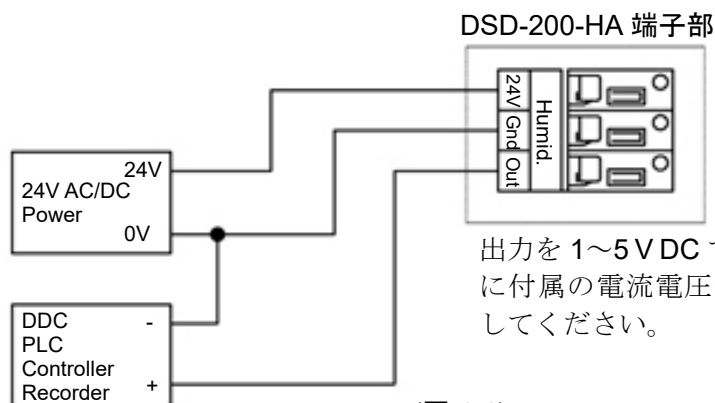 DSD-200-HA 端子部
24V
Gnd
Out
Humid.
24V AC/DC
Power
24V
0V
出力を 1～5 V DC
に付属の電流電圧
してください。
DDC
PLC
Controller
Recorder
-
+